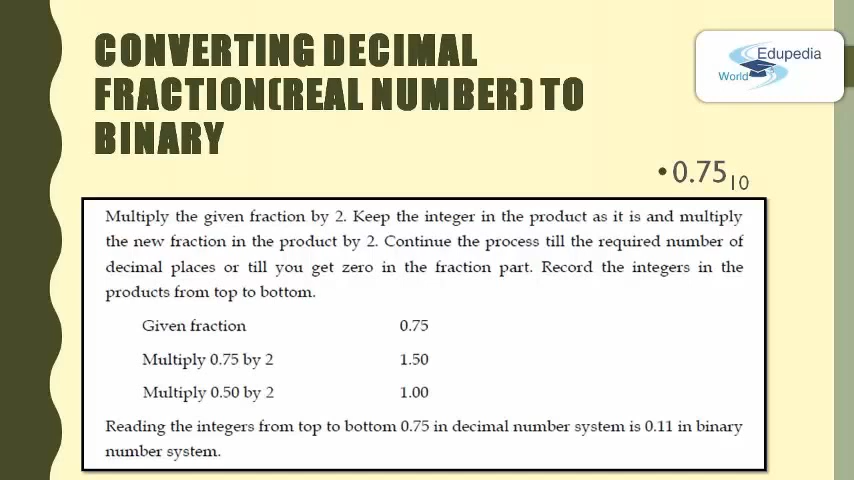 CONVERTING DECIMAL
FRACTION(REAL NUMBER) TO
BINARY
Edupedia
World
•0.75₁₀
Multiply the given fraction by 2. Keep the integer in the product as it is and multiply
the new fraction in the product by 2. Continue the process till the required number of
decimal places or till you get zero in the fraction part. Record the integers in the
products from top to bottom.
Given fraction 0.75
Multiply 0.75 by 2 1.50
Multiply 0.50 by 2 1.00
Reading the integers from top to bottom 0.75 in decimal number system is 0.11 in binary
number system.